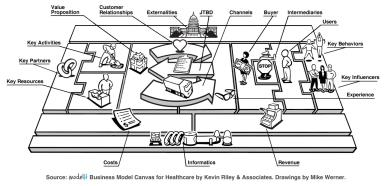 Value
Proposition
Customer
Relationships
Externalities
JTBD
Channels
Buyer
Intermediaries
Users
Key Activities
Key Behaviors
Key Partners
STOP
Key Resources
Key Influencers
Experience
Costs
Informatics
Revenue
Source: Business Model Canvas for Healthcare by Kevin Riley & Associates. Drawings by Mike Werner.